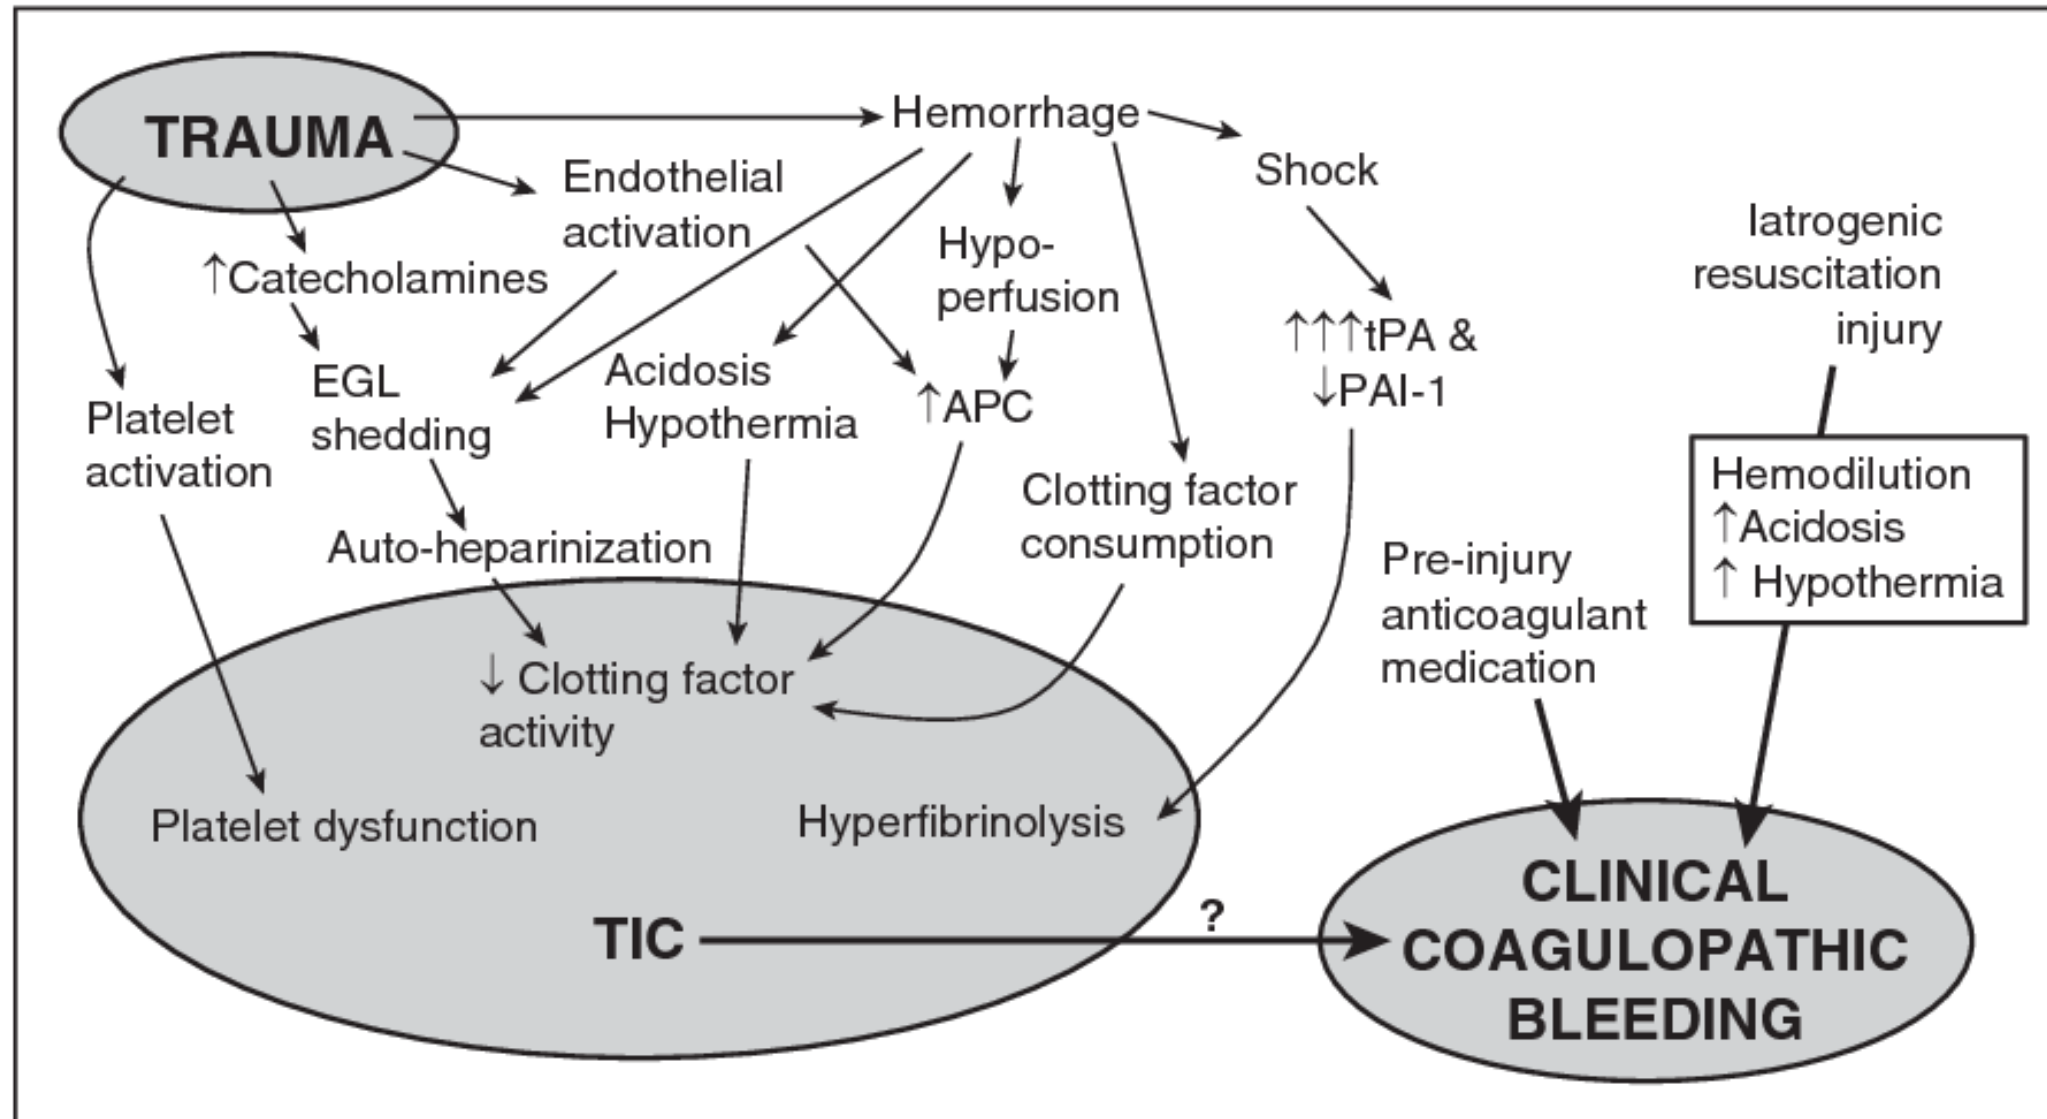 TRAUMA
Hemorrhage
Shock
Endothelial
activation
↑Catecholamines
Hypo-
perfusion
Iatrogenic
resuscitation
injury
↑↑↑tPA &
↓PAI-1
EGL
shedding
Acidosis
Hypothermia
↑APC
Platelet
activation
Clotting factor
consumption
Hemodilution
↑Acidosis
↑ Hypothermia
Auto-heparinization
Pre-injury
anticoagulant
medication
↓ Clotting factor
activity
Platelet dysfunction
Hyperfibrinolysis
TIC
?
CLINICAL
COAGULOPATHIC
BLEEDING